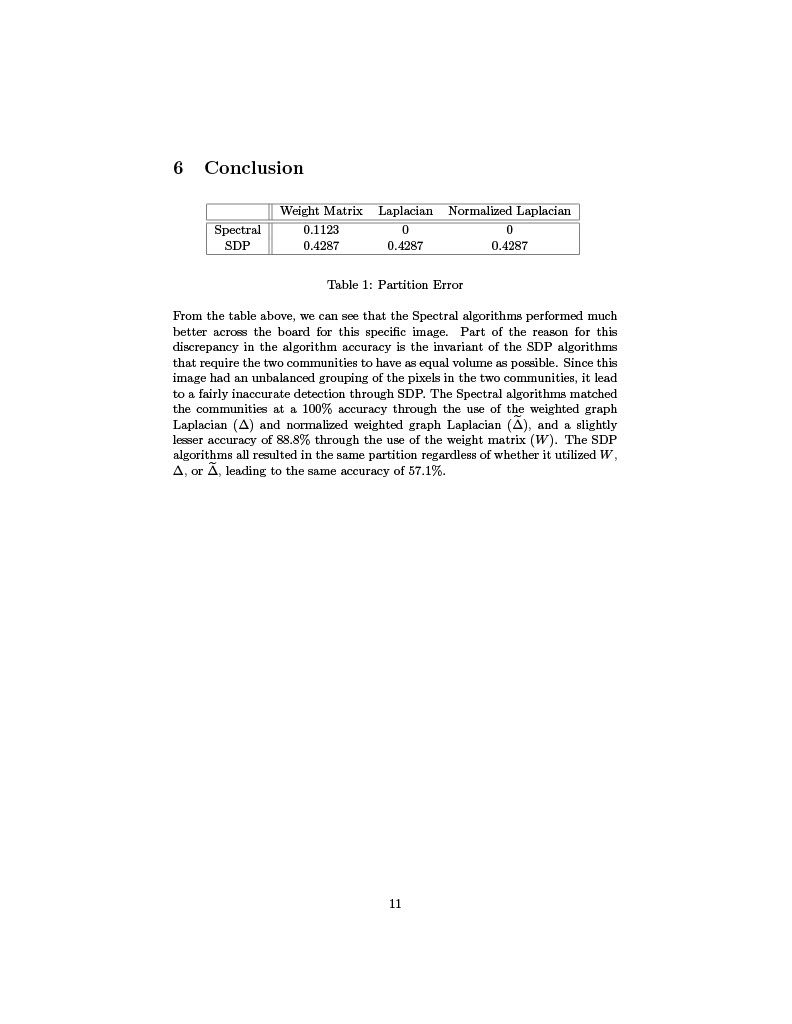 6 Conclusion
Weight Matrix Laplacian Normalized Laplacian
Spectral 0.1123 0 0
SDP 0.4287 0.4287 0.4287
Table 1: Partition Error
From the table above, we can see that the Spectral algorithms performed much
better across the board for this specific image. Part of the reason for this
discrepancy in the algorithm accuracy is the invariant of the SDP algorithms
that require the two communities to have as equal volume as possible. Since this
image had an unbalanced grouping of the pixels in the two communities, it lead
to a fairly inaccurate detection through SDP. The Spectral algorithms matched
the communities at a 100% accuracy through the use of the weighted graph
Laplacian (Δ) and normalized weighted graph Laplacian (Δ̃), and a slightly
lesser accuracy of 88.8% through the use of the weight matrix (W). The SDP
algorithms all resulted in the same partition regardless of whether it utilized W,
Δ, or Δ̃, leading to the same accuracy of 57.1%.
11